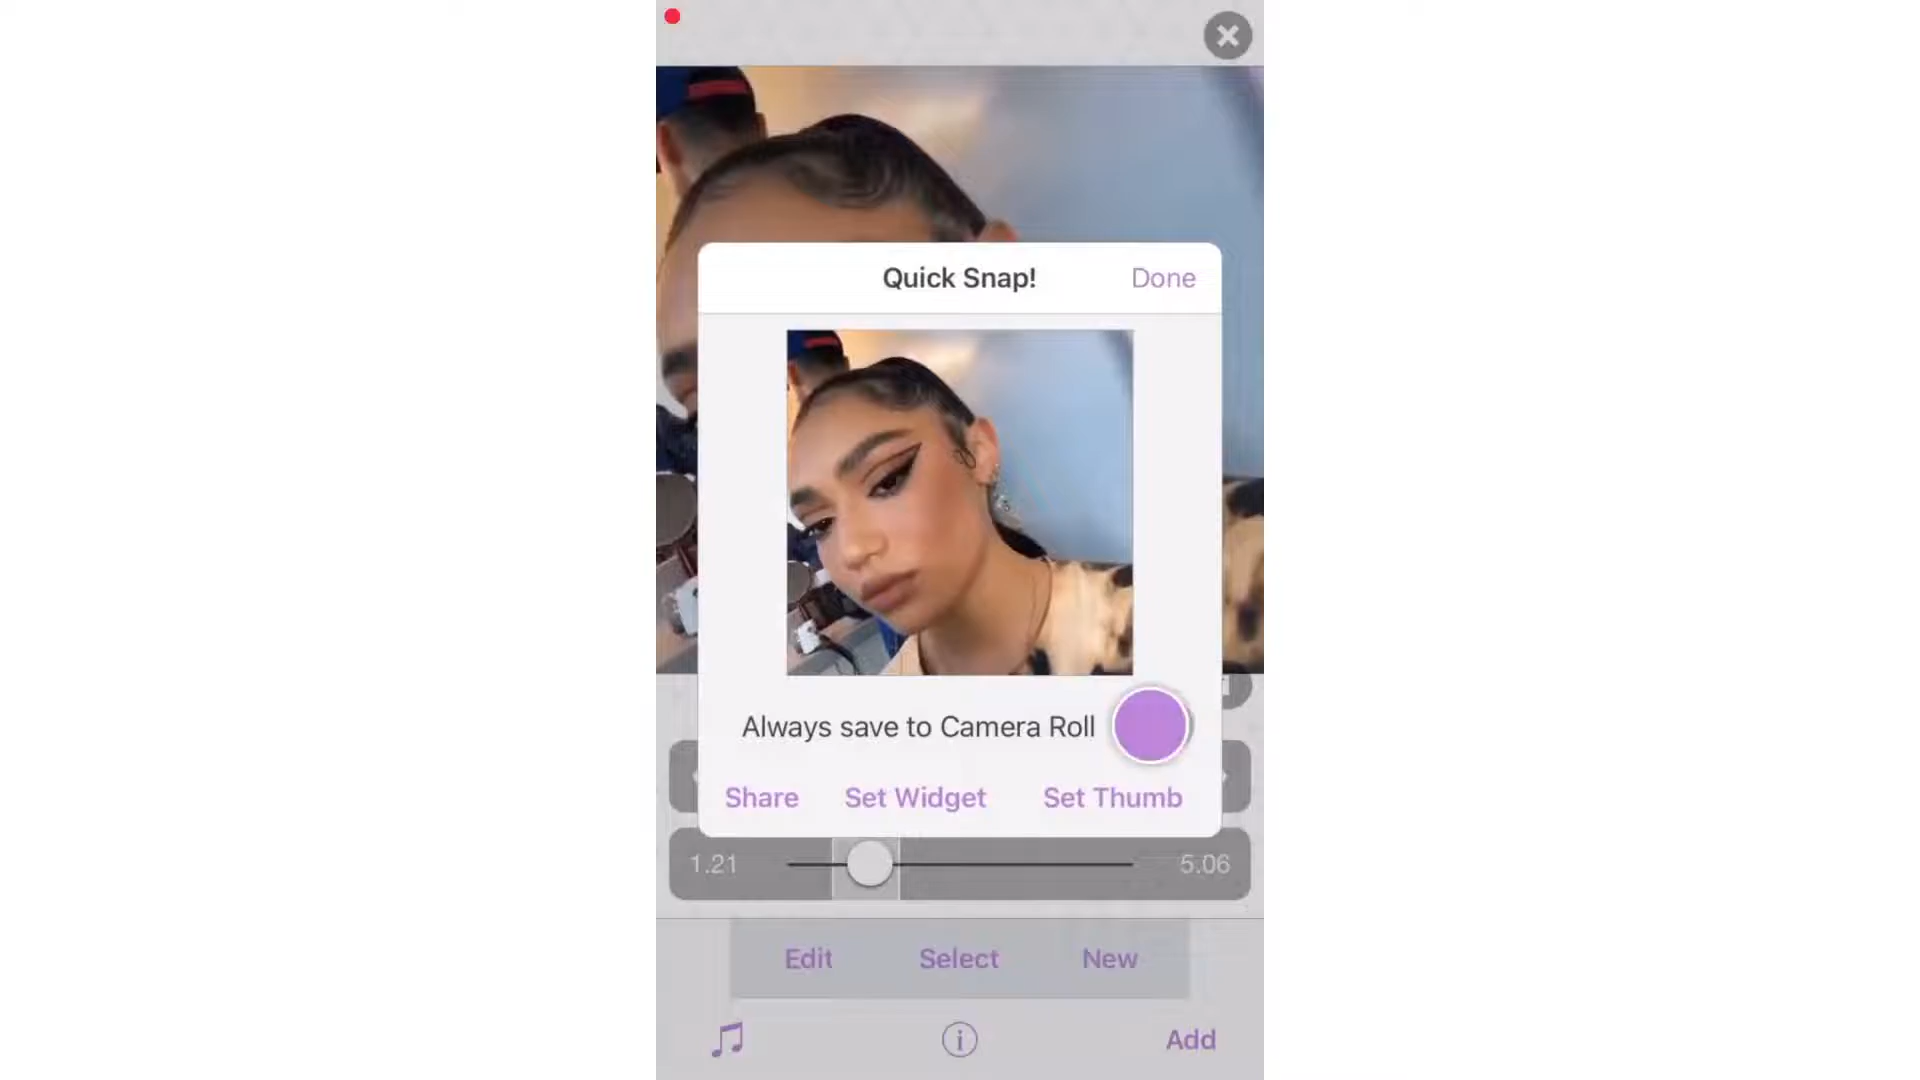 Quick Snap!
Done
Always save to Camera Roll
Share
Set Widget
Set Thumb
1.21
5.06
Edit
Select
New
Add